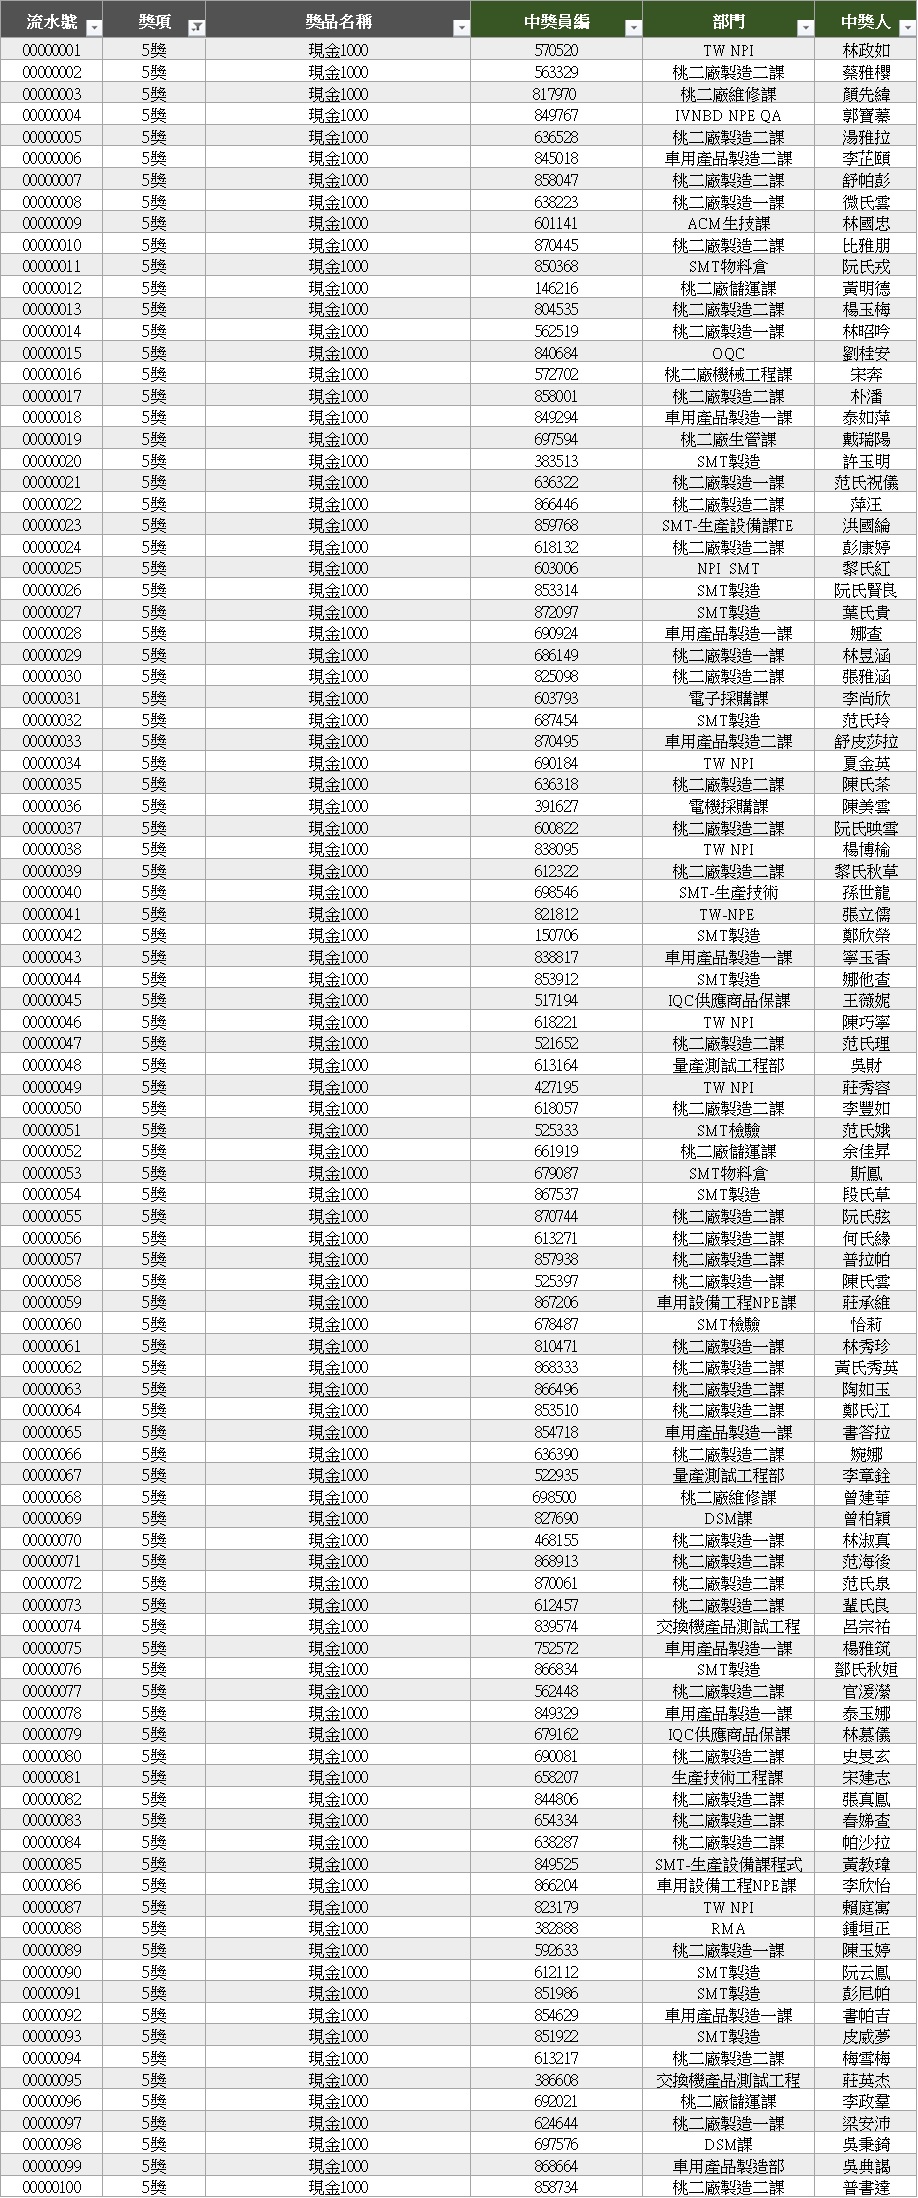 流水號 獎項 獎品名稱 中獎員編 部門 中獎人
00000001 5獎 現金1000 570520 TW NPI 林政如
00000002 5獎 現金1000 563329 桃二廠製造二課 蔡雅櫻
00000003 5獎 現金1000 817970 桃二廠維修課 顏先緯
00000004 5獎 現金1000 849767 IVNBD NPE QA 郭寶蓁
00000005 5獎 現金1000 636528 桃二廠製造二課 湯雅拉
00000006 5獎 現金1000 845018 車用產品製造二課 李芷頤
00000007 5獎 現金1000 858047 桃二廠製造二課 舒帕彭
00000008 5獎 現金1000 638223 桃二廠製造一課 微氏雲
00000009 5獎 現金1000 601141 ACM生技課 林國忠
00000010 5獎 現金1000 870445 桃二廠製造二課 比雅朋
00000011 5獎 現金1000 850368 SMT物料倉 阮氏戎
00000012 5獎 現金1000 146216 桃二廠儲運課 黃明德
00000013 5獎 現金1000 804535 桃二廠製造二課 楊玉梅
00000014 5獎 現金1000 562519 桃二廠製造一課 林昭吟
00000015 5獎 現金1000 840684 OQC 劉桂安
00000016 5獎 現金1000 572702 桃二廠機械工程課 宋奔
00000017 5獎 現金1000 858001 桃二廠製造二課 朴潘
00000018 5獎 現金1000 849294 車用產品製造一課 泰如萍
00000019 5獎 現金1000 697594 桃二廠生管課 戴瑞陽
00000020 5獎 現金1000 383513 SMT製造 許玉明
00000021 5獎 現金1000 636322 桃二廠製造一課 范氏祝儀
00000022 5獎 現金1000 866446 桃二廠製造二課 萍汪
00000023 5獎 現金1000 859768 SMT-生產設備課TE 洪國綸
00000024 5獎 現金1000 618132 桃二廠製造二課 彭康婷
00000025 5獎 現金1000 603006 NPI SMT 黎氏紅
00000026 5獎 現金1000 853314 SMT製造 阮氏賢良
00000027 5獎 現金1000 872097 SMT製造 葉氏貴
00000028 5獎 現金1000 690924 車用產品製造一課 娜查
00000029 5獎 現金1000 686149 桃二廠製造一課 林昱涵
00000030 5獎 現金1000 825098 桃二廠製造二課 張雅涵
00000031 5獎 現金1000 603793 電子採購課 李尚欣
00000032 5獎 現金1000 687454 SMT製造 范氏玲
00000033 5獎 現金1000 870495 車用產品製造二課 舒皮莎拉
00000034 5獎 現金1000 690184 TW NPI 夏金英
00000035 5獎 現金1000 636318 桃二廠製造二課 陳氏茶
00000036 5獎 現金1000 391627 電機採購課 陳美雲
00000037 5獎 現金1000 600822 桃二廠製造二課 阮氏映雪
00000038 5獎 現金1000 838095 TW NPI 楊博榆
00000039 5獎 現金1000 612322 桃二廠製造二課 黎氏秋草
00000040 5獎 現金1000 698546 SMT-生產技術 孫世龍
00000041 5獎 現金1000 821812 TW-NPE 張立儒
00000042 5獎 現金1000 150706 SMT製造 鄭欣榮
00000043 5獎 現金1000 838817 車用產品製造一課 寧玉香
00000044 5獎 現金1000 853912 SMT製造 娜他查
00000045 5獎 現金1000 517194 IQC供應商品保課 王薇妮
00000046 5獎 現金1000 618221 TW NPI 陳巧寧
00000047 5獎 現金1000 521652 桃二廠製造二課 范氏理
00000048 5獎 現金1000 613164 量產測試工程部 吳財
00000049 5獎 現金1000 427195 TW NPI 莊秀容
00000050 5獎 現金1000 618057 桃二廠製造二課 李豐如
00000051 5獎 現金1000 525333 SMT檢驗 范氏娥
00000052 5獎 現金1000 661919 桃二廠儲運課 余佳昇
00000053 5獎 現金1000 679087 SMT物料倉 斯鳳
00000054 5獎 現金1000 867537 SMT製造 段氏草
00000055 5獎 現金1000 870744 桃二廠製造二課 阮氏弦
00000056 5獎 現金1000 613271 桃二廠製造二課 何氏緣
00000057 5獎 現金1000 857938 桃二廠製造二課 普拉帕
00000058 5獎 現金1000 525397 桃二廠製造一課 陳氏雲
00000059 5獎 現金1000 867206 車用設備工程NPE課 莊承維
00000060 5獎 現金1000 678487 SMT檢驗 怡莉
00000061 5獎 現金1000 810471 桃二廠製造一課 林秀珍
00000062 5獎 現金1000 868333 桃二廠製造二課 黃氏秀英
00000063 5獎 現金1000 866496 桃二廠製造二課 陶如玉
00000064 5獎 現金1000 853510 桃二廠製造二課 鄭氏江
00000065 5獎 現金1000 854718 車用產品製造一課 書荅拉
00000066 5獎 現金1000 636390 桃二廠製造二課 婉娜
00000067 5獎 現金1000 522935 量產測試工程部 李章銓
00000068 5獎 現金1000 698500 桃二廠維修課 曾建華
00000069 5獎 現金1000 827690 DSM課 曾柏穎
00000070 5獎 現金1000 468155 桃二廠製造一課 林淑真
00000071 5獎 現金1000 868913 桃二廠製造二課 范海後
00000072 5獎 現金1000 870061 桃二廠製造二課 范氏泉
00000073 5獎 現金1000 612457 桃二廠製造二課 輩氏良
00000074 5獎 現金1000 839574 交換機產品測試工程 呂宗祐
00000075 5獎 現金1000 752572 車用產品製造一課 楊雅筑
00000076 5獎 現金1000 866834 SMT製造 鄧氏秋姮
00000077 5獎 現金1000 562448 桃二廠製造二課 官湲瀠
00000078 5獎 現金1000 849329 車用產品製造一課 泰玉娜
00000079 5獎 現金1000 679162 IQC供應商品保課 林慕儀
00000080 5獎 現金1000 690081 桃二廠製造二課 史旻玄
00000081 5獎 現金1000 658207 生產技術工程課 宋建志
00000082 5獎 現金1000 844806 桃二廠製造二課 張真鳳
00000083 5獎 現金1000 654334 桃二廠製造二課 春娣查
00000084 5獎 現金1000 638287 桃二廠製造二課 帕沙拉
00000085 5獎 現金1000 849525 SMT-生產設備課程式 黃教瑋
00000086 5獎 現金1000 866204 車用設備工程NPE課 李欣怡
00000087 5獎 現金1000 823179 TW NPI 賴庭寓
00000088 5獎 現金1000 382888 RMA 鍾垣正
00000089 5獎 現金1000 592633 桃二廠製造一課 陳玉婷
00000090 5獎 現金1000 612112 SMT製造 阮云鳳
00000091 5獎 現金1000 851986 SMT製造 彭尼帕
00000092 5獎 現金1000 854629 車用產品製造一課 書帕吉
00000093 5獎 現金1000 851922 SMT製造 皮威夢
00000094 5獎 現金1000 613217 桃二廠製造二課 梅雪梅
00000095 5獎 現金1000 386608 交換機產品測試工程 莊英杰
00000096 5獎 現金1000 692021 桃二廠儲運課 李政羣
00000097 5獎 現金1000 624644 桃二廠製造一課 梁安沛
00000098 5獎 現金1000 697576 DSM課 吳秉錡
00000099 5獎 現金1000 868664 車用產品製造部 吳典謁
00000100 5獎 現金1000 858734 桃二廠製造二課 普書達